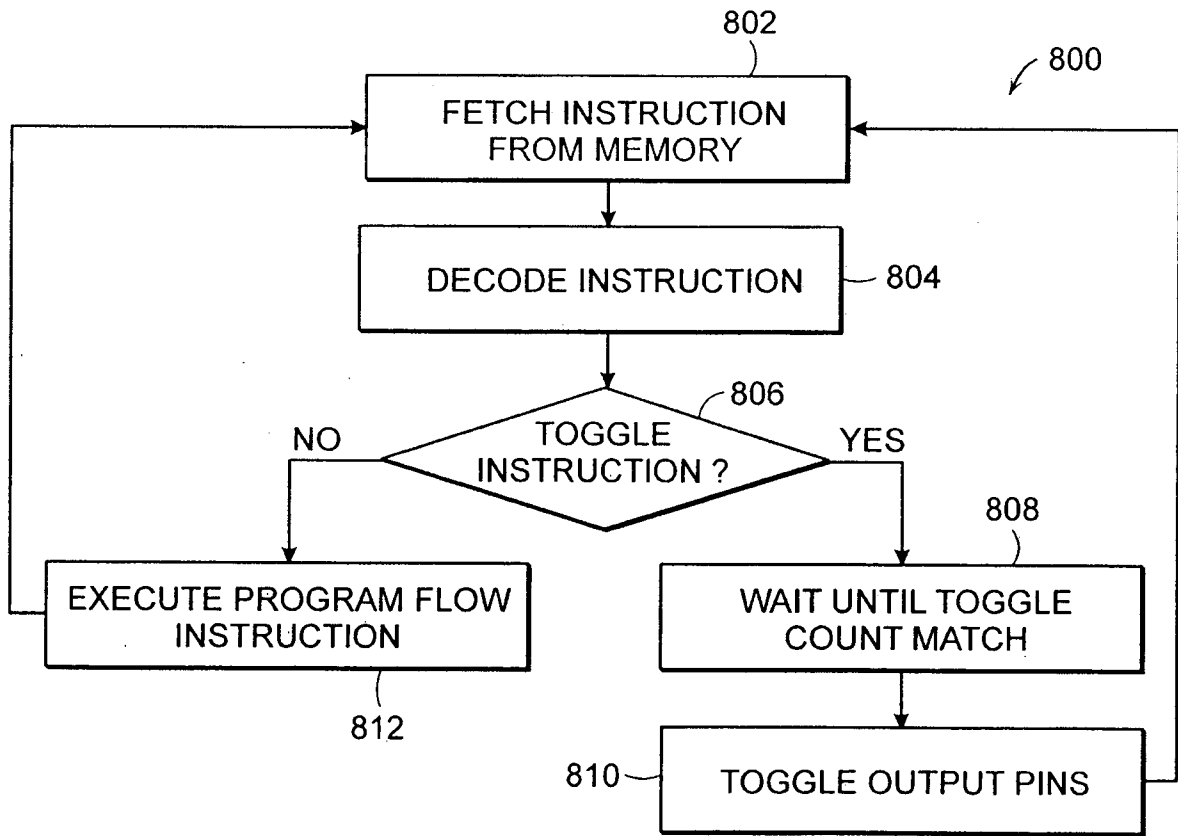 802
800
FETCH INSTRUCTION
FROM MEMORY
DECODE INSTRUCTION
804
806
NO
TOGGLE
INSTRUCTION ?
YES
808
EXECUTE PROGRAM FLOW
INSTRUCTION
WAIT UNTIL TOGGLE
COUNT MATCH
812
810
TOGGLE OUTPUT PINS